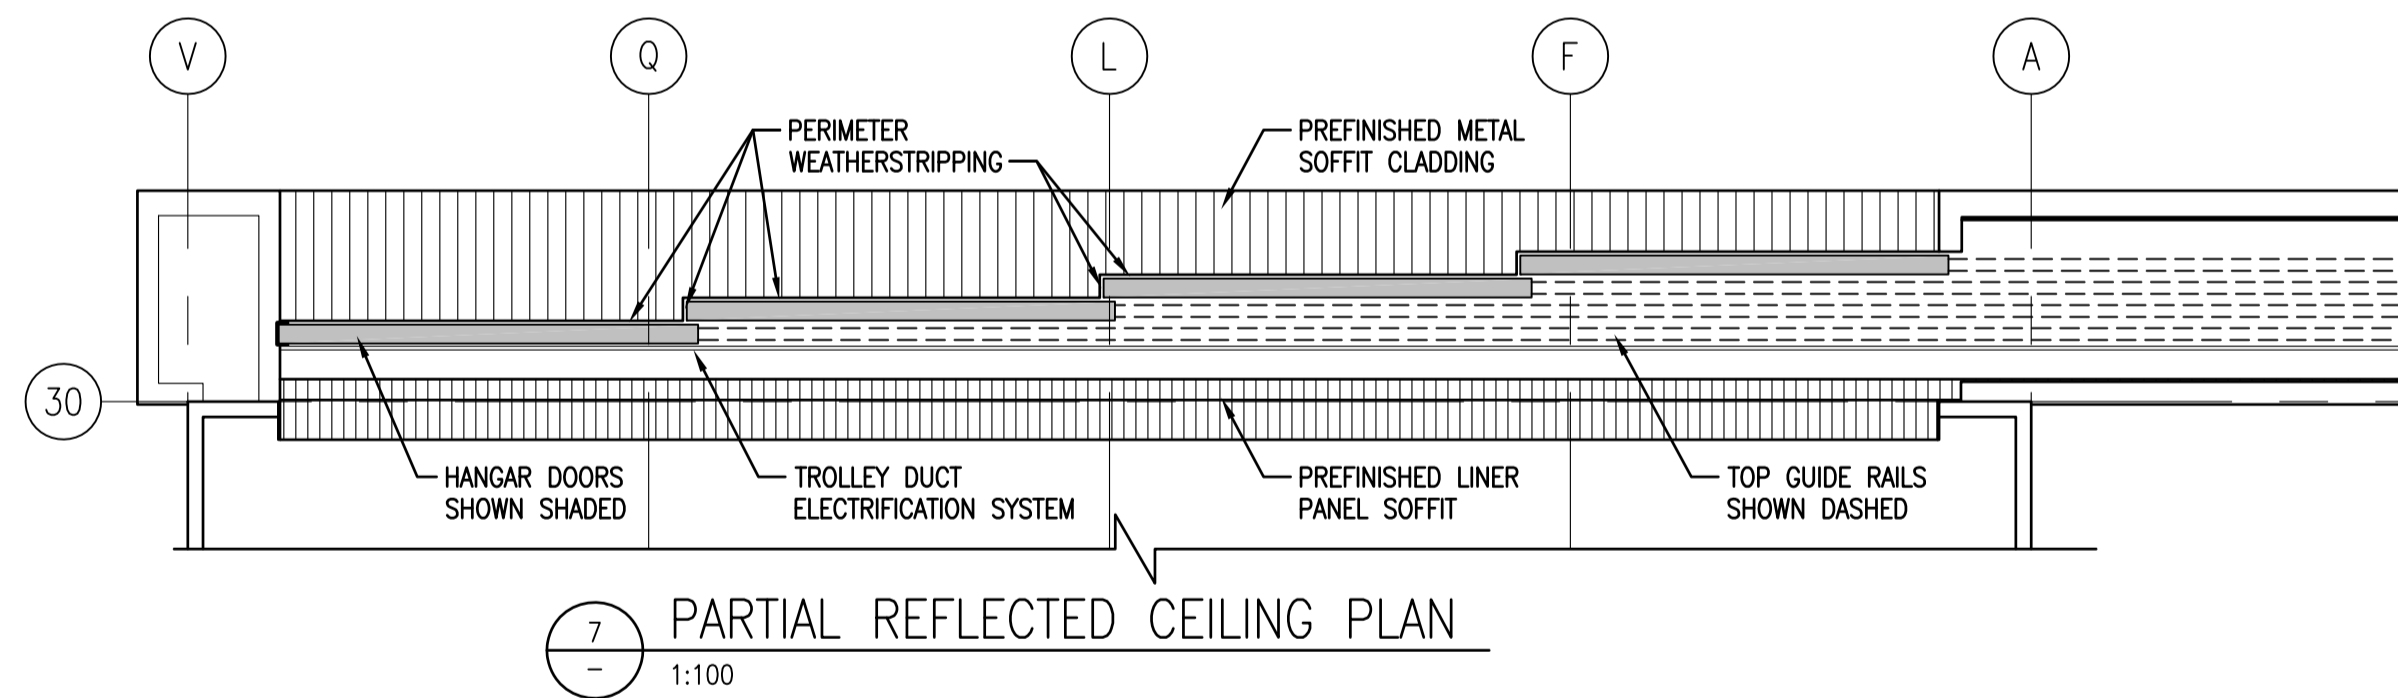 V
Q
L
F
A
PERIMETER
WEATHERSTRIPPING
PREFINISHED METAL
SOFFIT CLADDING
30
HANGAR DOORS
SHOWN SHADED
TROLLEY DUCT
ELECTRIFICATION SYSTEM
PREFINISHED LINER
PANEL SOFFIT
TOP GUIDE RAILS
SHOWN DASHED
7
–
PARTIAL REFLECTED CEILING PLAN
1:100